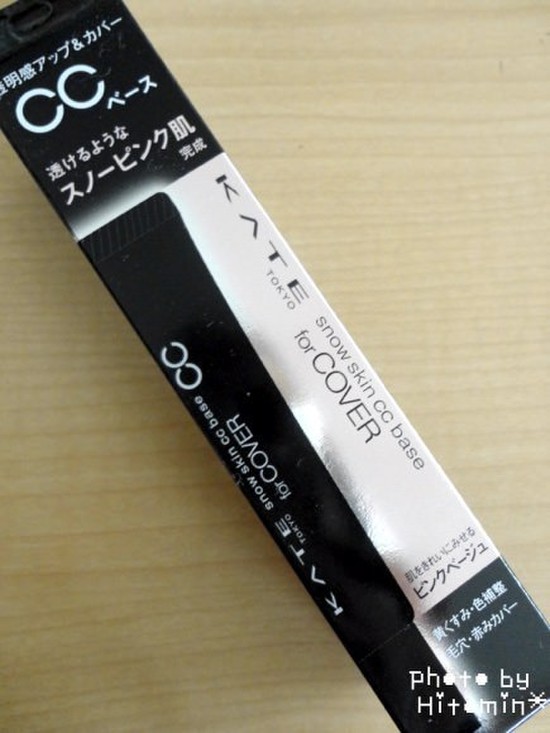 透明感アップ&カバー
CC ベース
透けるような
スノーピンク肌 完成
KATE
TOKYO
snow skin cc base
for COVER
CC
KATE
TOKYO
snow skin cc base
for COVER
肌をきれいにみせる
ピンクベージュ
黄ぐすみ・色補整
毛穴・赤みカバー
Photo by
Hitomin*